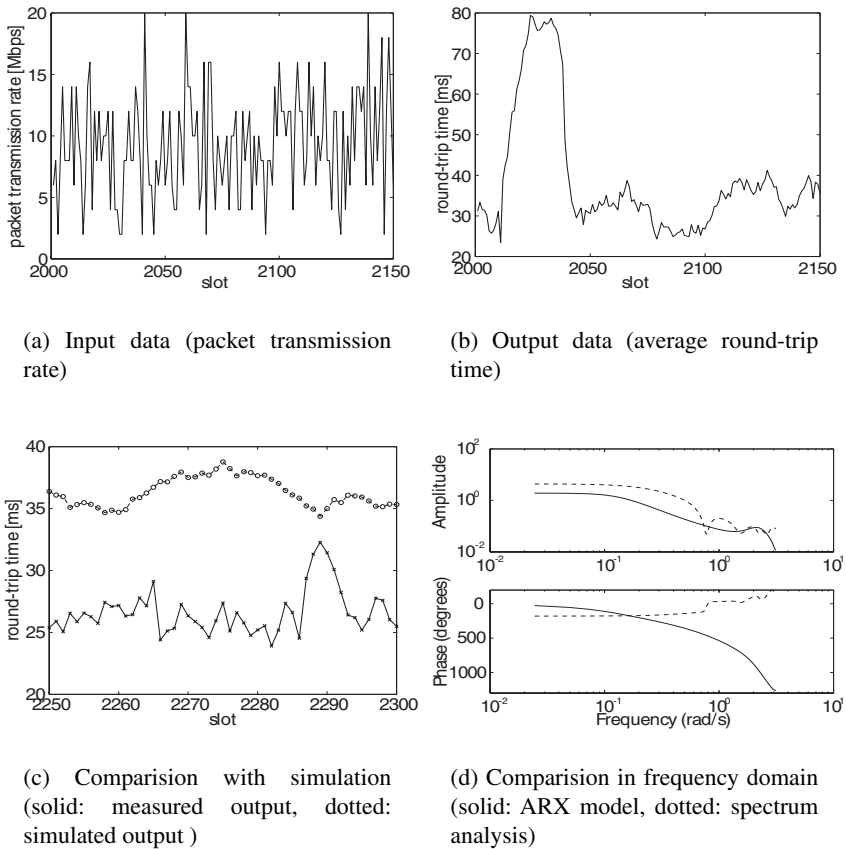 20
15
10
5
0
2000
2050
2100
2150
packet transmission rate [Mbps]
slot
80
70
60
50
40
30
20
2000
2050
2100
2150
round-trip time [ms]
slot
(a) Input data (packet transmission
rate)
(b) Output data (average round-trip
time)
40
35
30
25
20
2250
2260
2270
2280
2290
2300
round-trip time [ms]
slot
10²
10⁰
10⁻²
Amplitude
10⁻²
10⁻¹
10⁰
10¹
0
500
1000
Phase (degrees)
10⁻²
10⁻¹
10⁰
10¹
Frequency (rad/s)
(c) Comparision with simulation
(solid: measured output, dotted:
simulated output )
(d) Comparision in frequency domain
(solid: ARX model, dotted: spectrum
analysis)